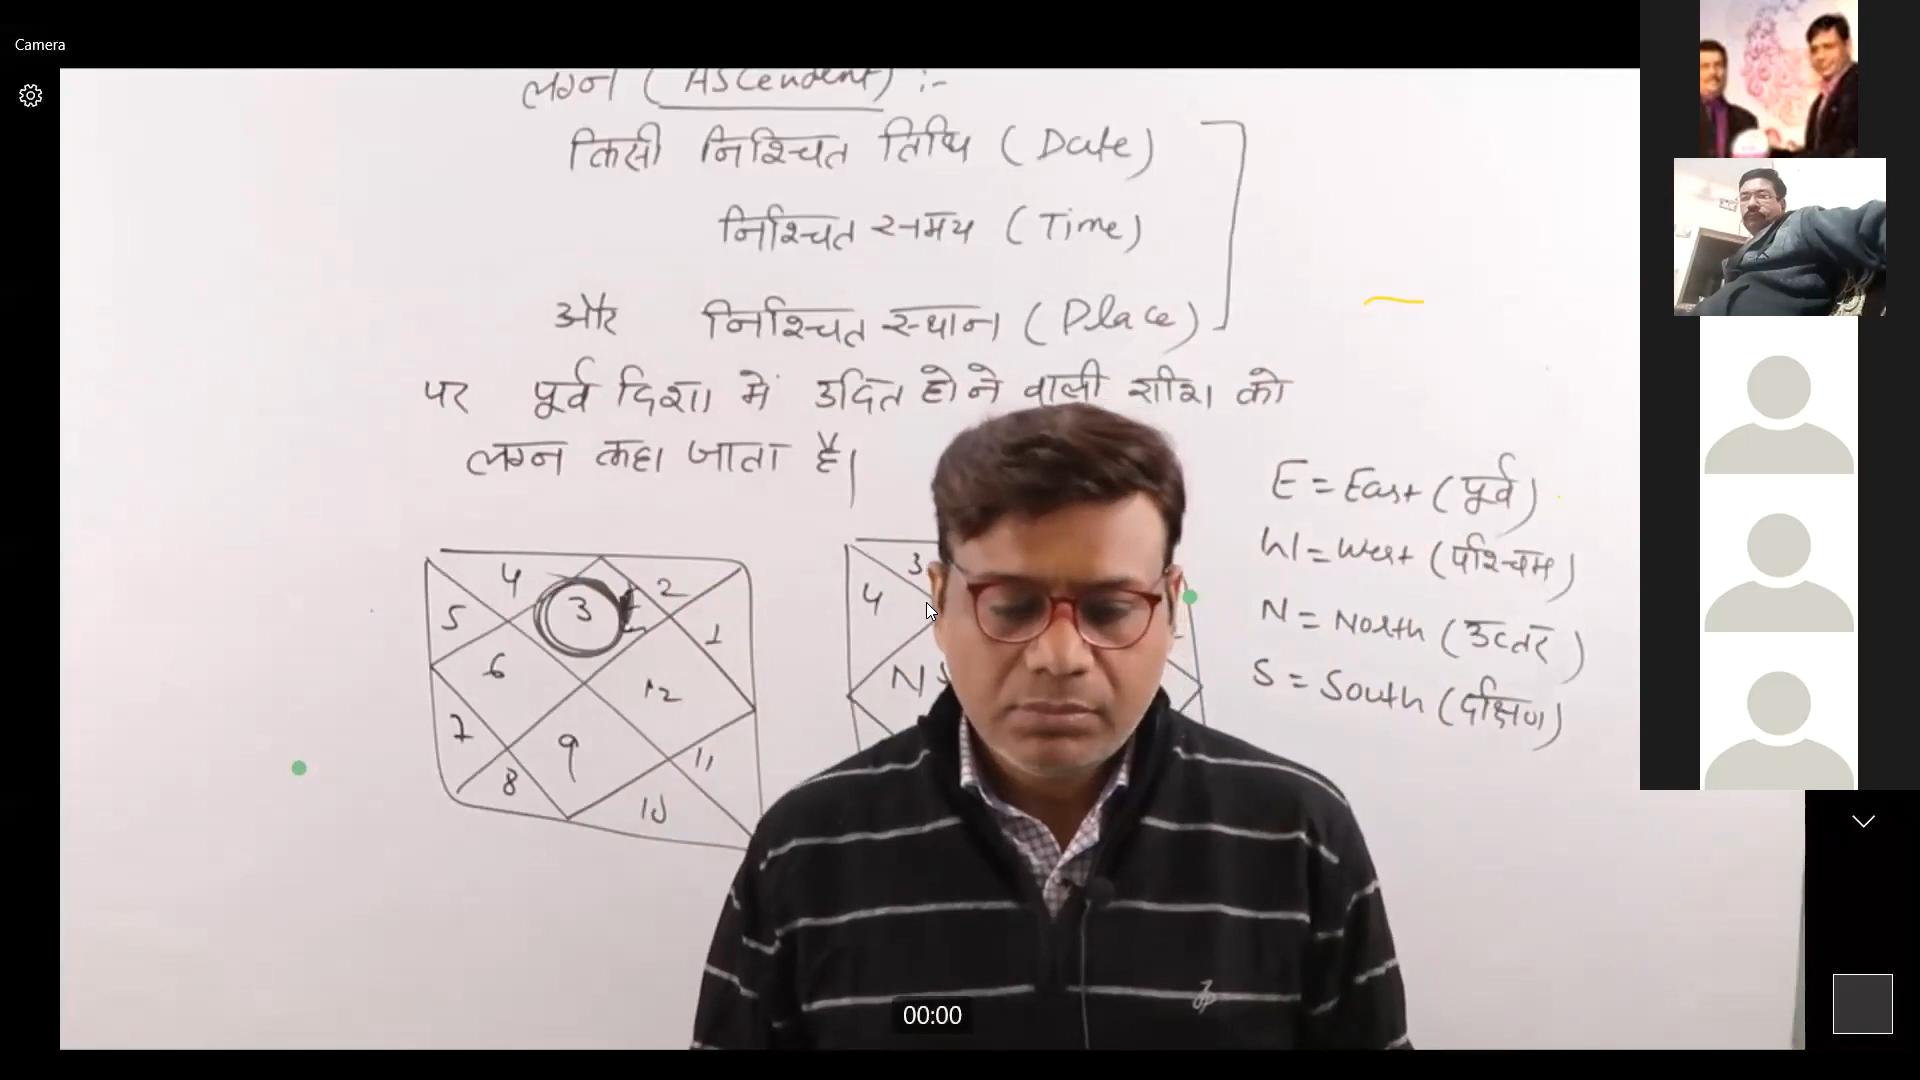 Camera
लग्न ( Ascendent ) :-
किसी निश्चित तिथि ( Date )
निश्चित समय ( Time )
और निश्चित स्थान ( Place )
पर पूर्व दिशा में उदित होने वाली राशि को
लग्न कहा जाता है।
E = East ( पूर्व )
W = West ( पश्चिम )
N = North ( उत्तर )
S = South ( दक्षिण )
4 3 E 2
5 1
6 12
7 9 11
8 10
3
4
N
00:00